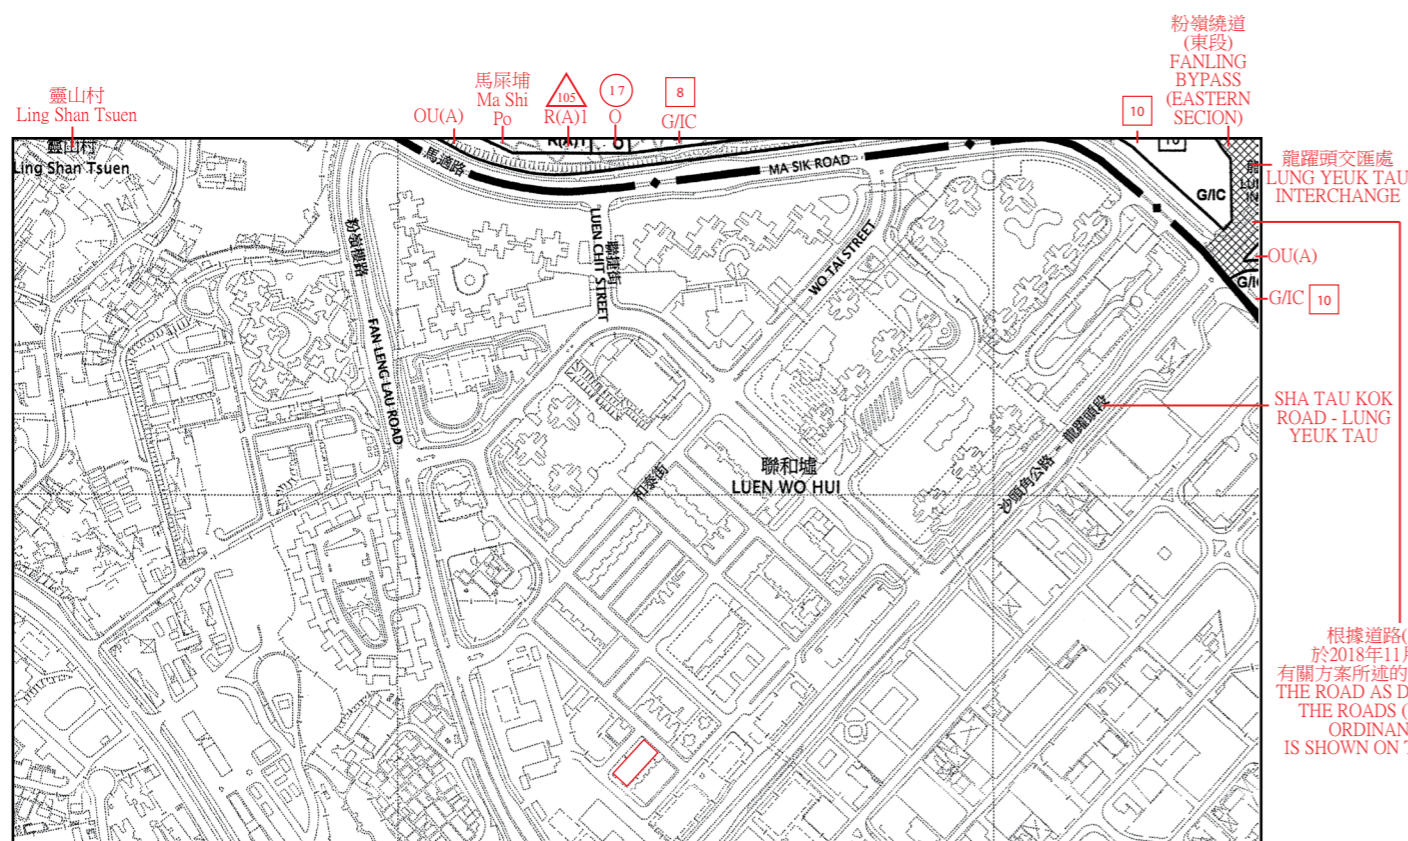 粉嶺繞道
(東段)
FANLING
BYPASS
(EASTERN
SECION)
靈山村
Ling Shan Tsuen
OU(A)
馬屎埔
Ma Shi
Po
105
R(A)1
17
O
8
G/IC
10
靈山村
Ling Shan Tsuen
R(A)1
O
10
馬適路
MA SIK ROAD
G/IC
龍躍頭交匯處
LUNG YEUK TAU
INTERCHANGE
粉嶺樓路
FAN LENG LAU ROAD
聯捷街
LUEN CHIT STREET
WO TAI STREET
OU(A)
G/IC
10
SHA TAU KOK
ROAD - LUNG
YEUK TAU
沙頭角公路 - 龍躍頭段
和泰街
聯和墟
LUEN WO HUI
根據道路(
於2018年11月
有關方案所述的
THE ROAD AS D
THE ROADS (
ORDINAN
IS SHOWN ON T